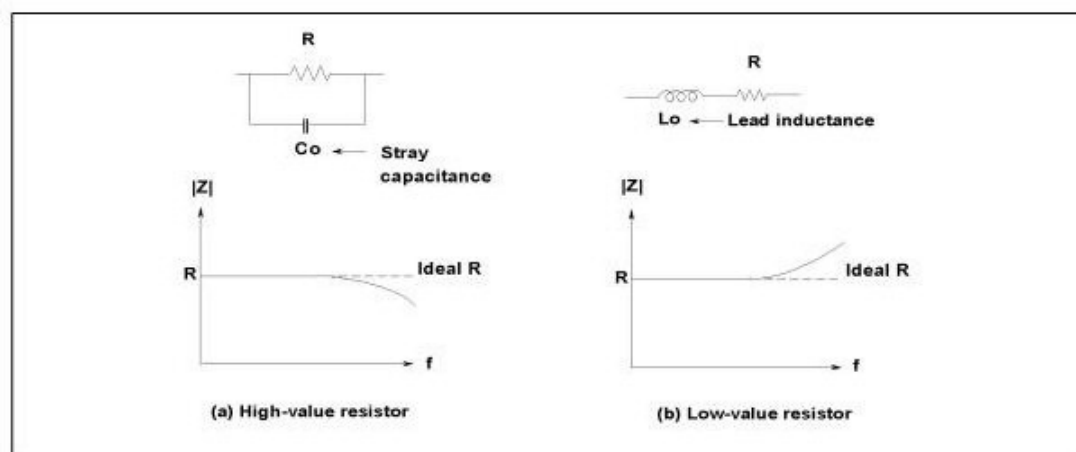 R
Co
Stray
capacitance
|Z|
R
Ideal R
f
(a) High-value resistor
R
Lo
Lead inductance
|Z|
R
Ideal R
f
(b) Low-value resistor